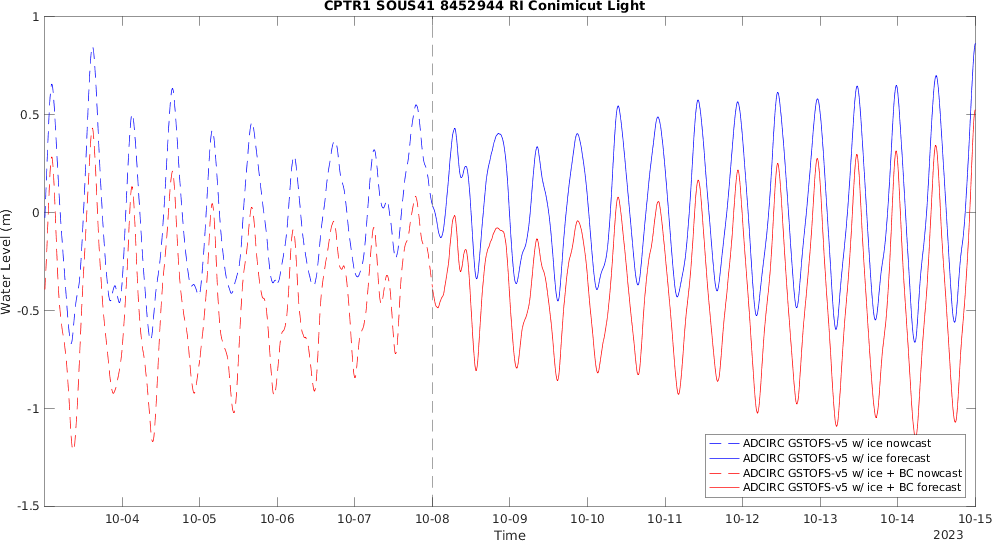 CPTR1 SOUS41 8452944 RI Conimicut Light
1
0.5
0
-0.5
-1
-1.5
Water Level (m)
ADCIRC GSTOFS-v5 w/ ice nowcast
ADCIRC GSTOFS-v5 w/ ice forecast
ADCIRC GSTOFS-v5 w/ ice + BC nowcast
ADCIRC GSTOFS-v5 w/ ice + BC forecast
10-04 10-05 10-06 10-07 10-08 10-09 10-10 10-11 10-12 10-13 10-14 10-15
Time
2023